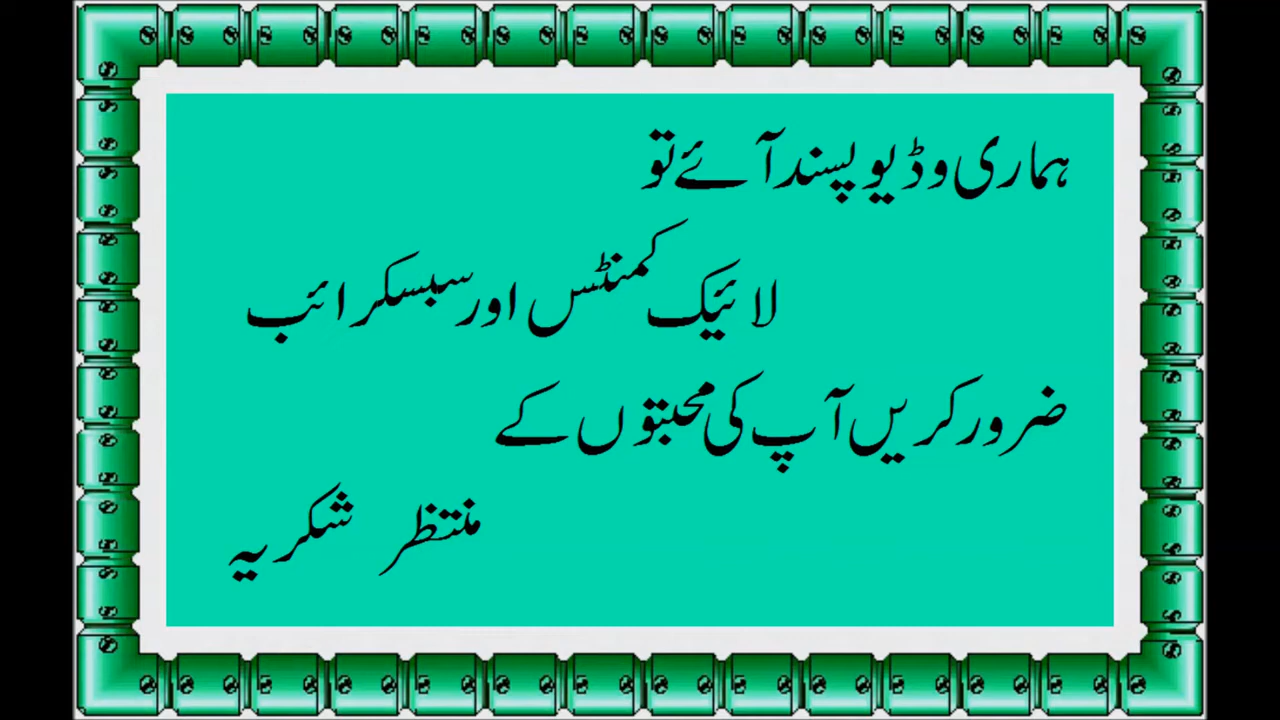 ہماری وڈیو پسند آئے تو
لائیک کمنٹس اور سبسکرائب
ضرور کریں آپ کی محبتوں کے
منتظر شکریہ